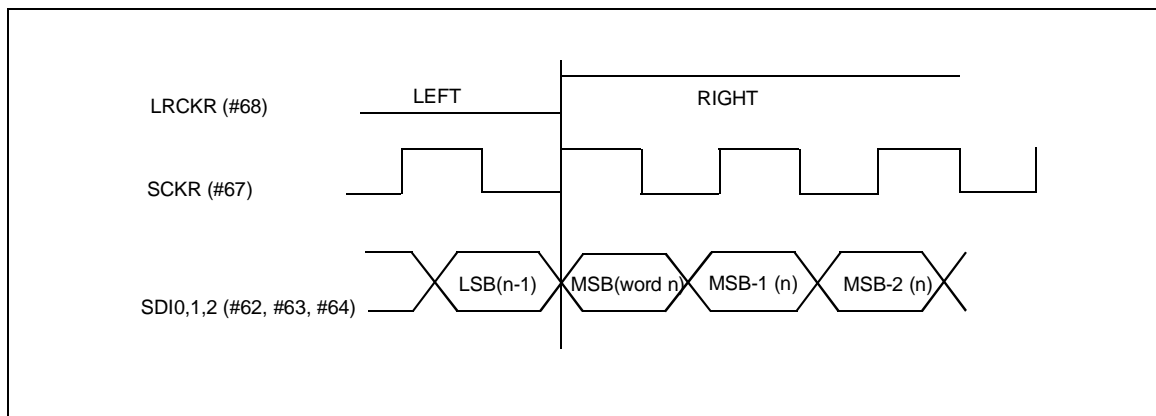 LRCKR (#68)
LEFT
RIGHT
SCKR (#67)
SDI0,1,2 (#62, #63, #64)
LSB(n-1)
MSB(word n)
MSB-1 (n)
MSB-2 (n)